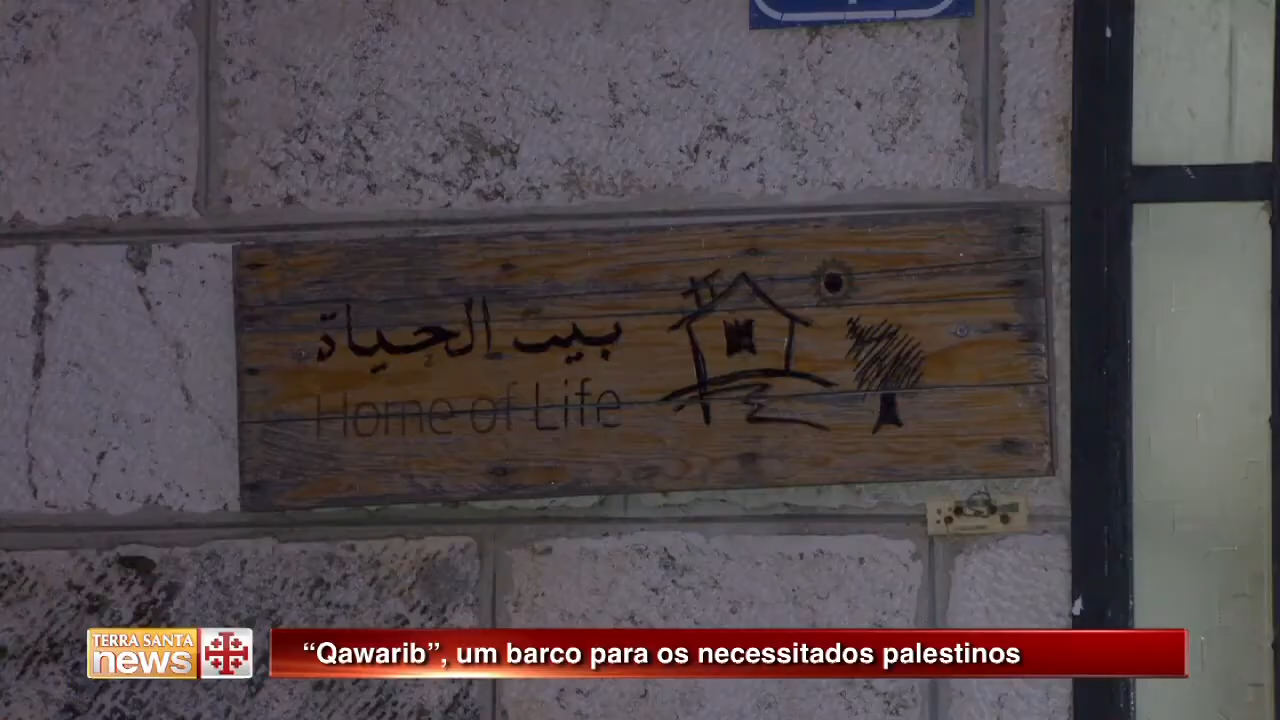 بيت الحياة
Home of Life
TERRA SANTA
news
“Qawarib”, um barco para os necessitados palestinos